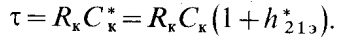 τ = R_к C*_к = R_к C_к (1 + h*_21э).